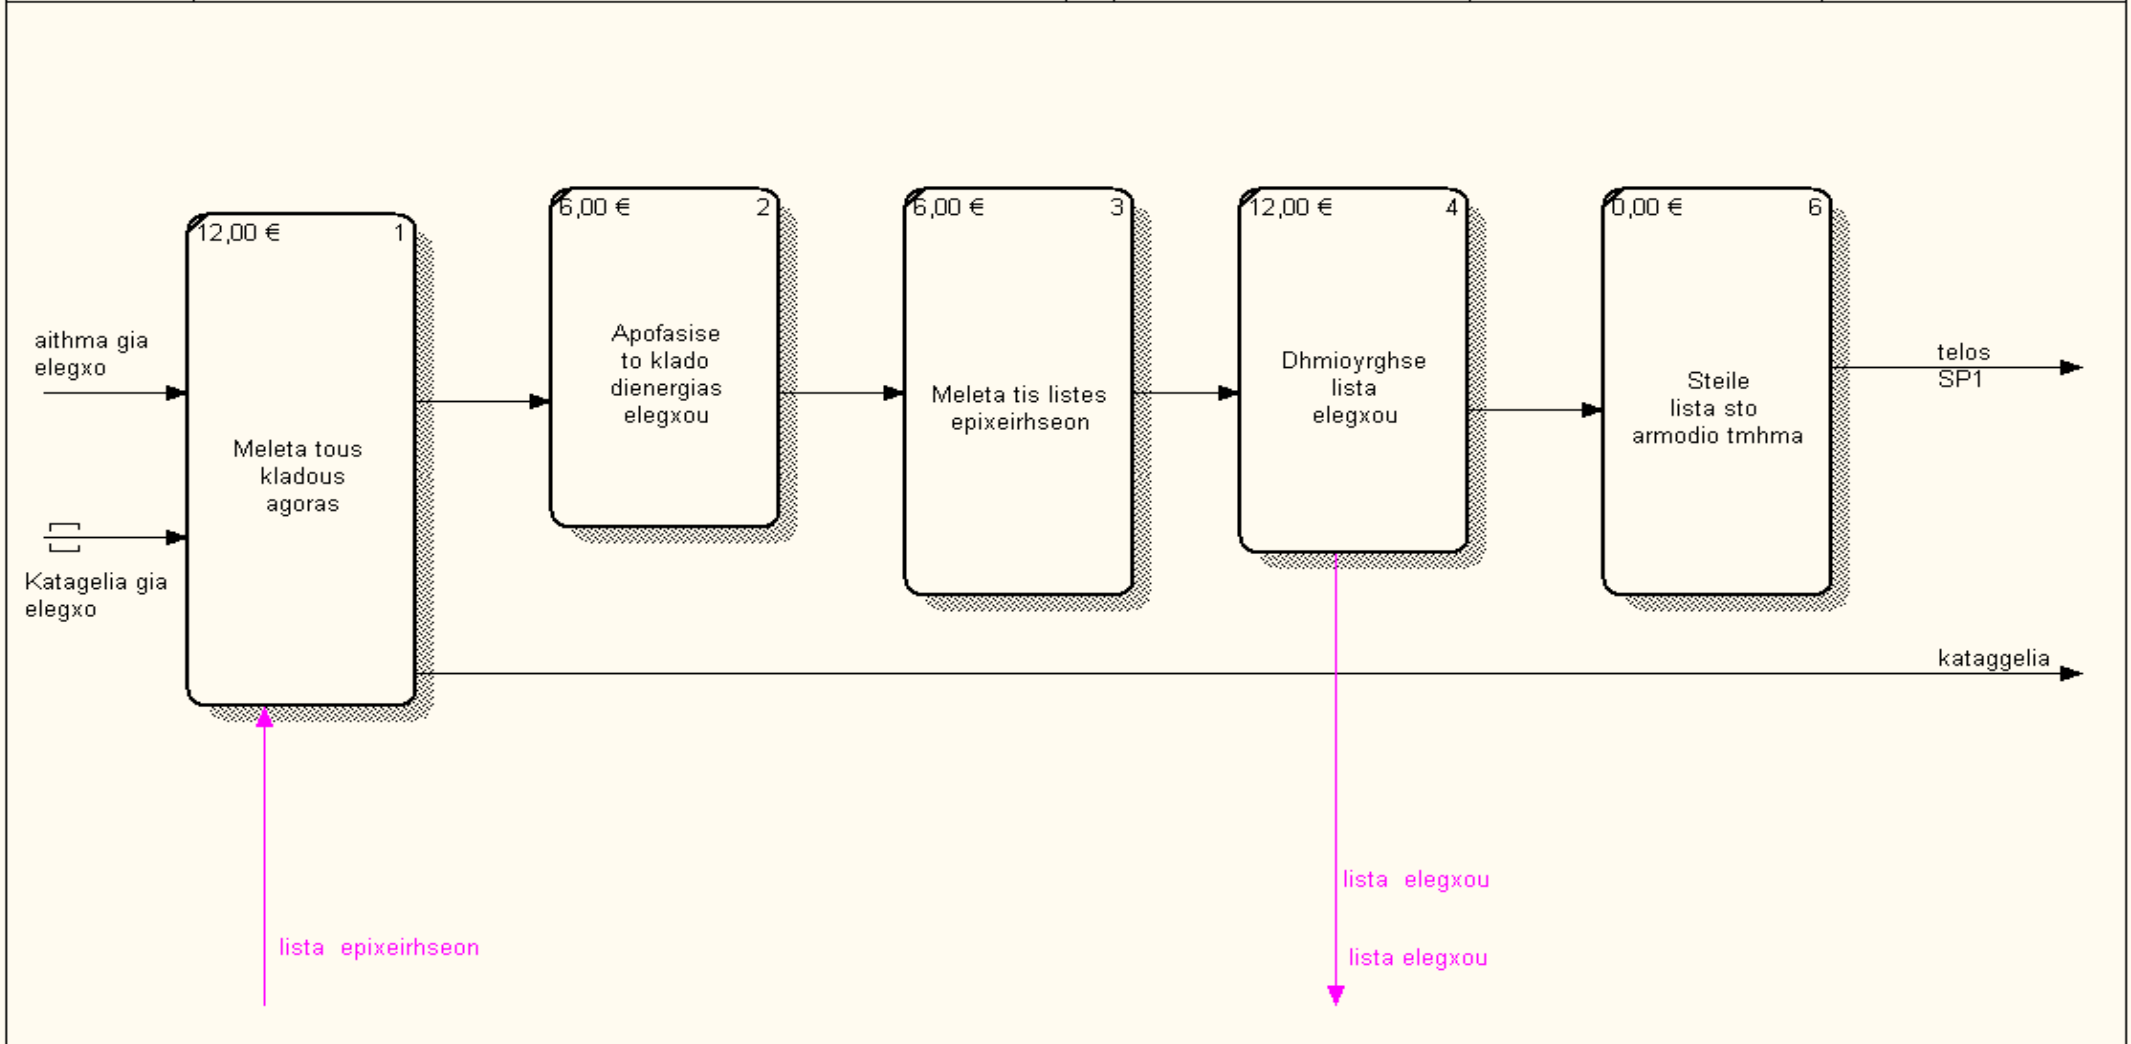 aithma gia
elegxo
Katagelia gia
elegxo
12,00 € 1
Meleta tous
kladous
agoras
6,00 € 2
Apofasise
to klado
dienergias
elegxou
6,00 € 3
Meleta tis listes
epixeirhseon
12,00 € 4
Dhmioyrghse
lista
elegxou
0,00 € 6
Steile
lista sto
armodio tmhma
telos
SP1
kataggelia
lista elegxou
lista epixeirhseon
lista elegxou